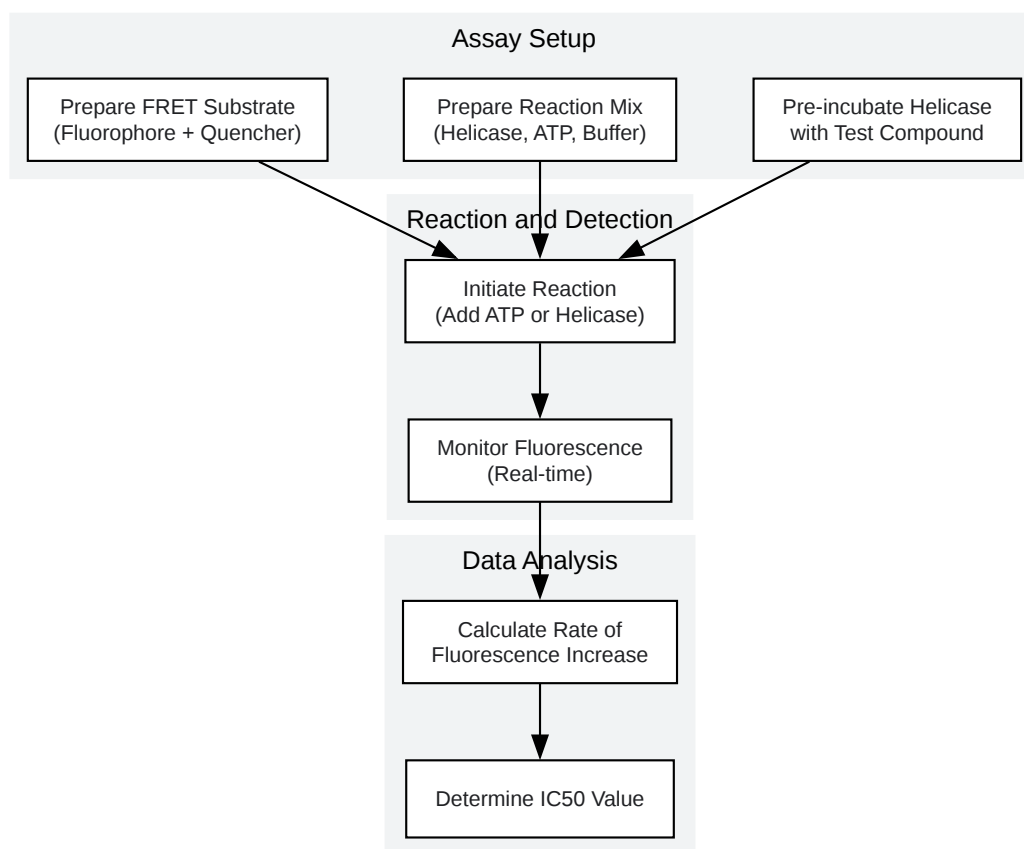 Assay Setup
Prepare FRET Substrate
(Fluorophore + Quencher)
Prepare Reaction Mix
(Helicase, ATP, Buffer)
Pre-incubate Helicase
with Test Compound
Reaction and Detection
Initiate Reaction
(Add ATP or Helicase)
Monitor Fluorescence
(Real-time)
Data Analysis
Calculate Rate of
Fluorescence Increase
Determine IC50 Value